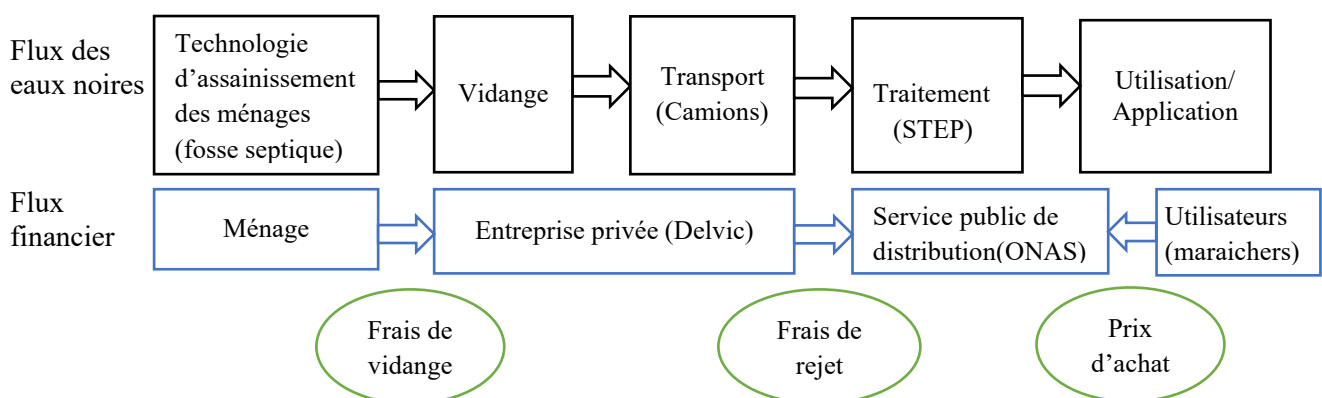 Flux des
eaux noires
Technologie
d'assainissement
des ménages
(fosse septique)
Vidange
Transport
(Camions)
Traitement
(STEP)
Utilisation/
Application
Flux
financier
Ménage
Entreprise privée (Delvic)
Service public de
distribution(ONAS)
Utilisateurs
(maraichers)
Frais de
vidange
Frais de
rejet
Prix
d'achat